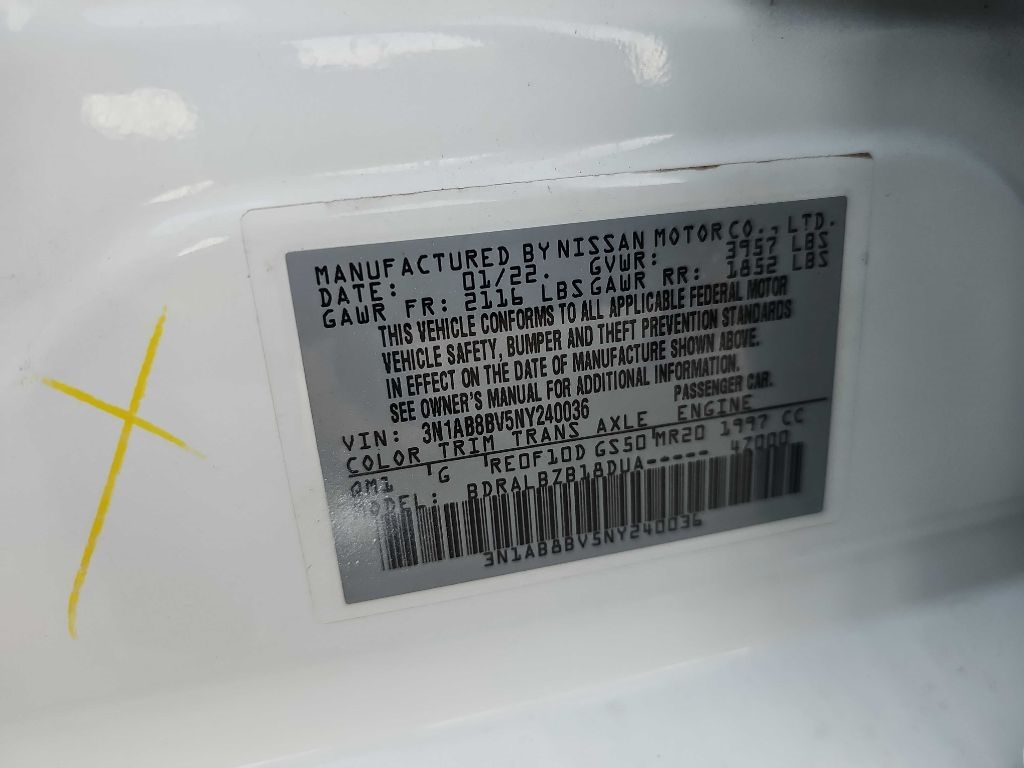 MANUFACTURED BY NISSAN MOTOR CO., LTD.
DATE: 01/22. GVWR: 3957 LBS
GAWR FR: 2116 LBS GAWR RR: 1852 LBS
THIS VEHICLE CONFORMS TO ALL APPLICABLE FEDERAL MOTOR
VEHICLE SAFETY, BUMPER AND THEFT PREVENTION STANDARDS
IN EFFECT ON THE DATE OF MANUFACTURE SHOWN ABOVE.
SEE OWNER'S MANUAL FOR ADDITIONAL INFORMATION.
VIN: 3N1AB8BV5NY240036 PASSENGER CAR.
COLOR TRIM TRANS AXLE ENGINE
QM1 G RE0F10D GS50 MR20 1997 CC
MODEL: BDRALBZB18DUA----- 47000
3N1AB8BV5NY240036